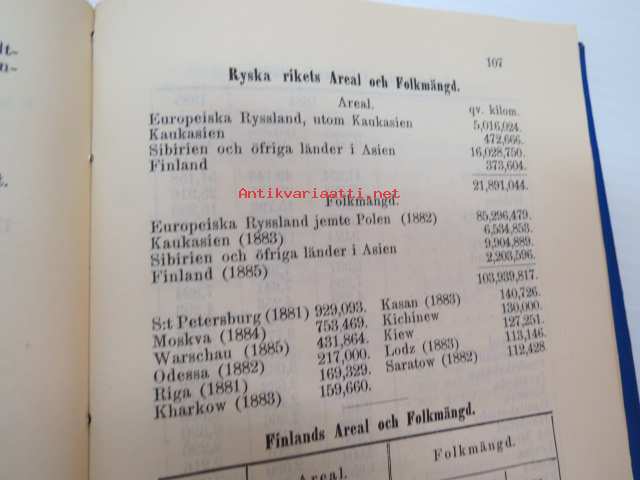 lt-
n-
t.
107
Ryska rikets Areal och Folkmängd.
Areal. qv. kilom.
Europeiska Ryssland, utom Kaukasien 5,016,024.
Kaukasien 472,666.
Sibirien och öfriga länder i Asien 16,028,750.
Finland 373,604.
21,891,044.
Antikvariaatti.net
Folkmängd.
Europeiska Ryssland jemte Polen (1882) 85,296,479.
Kaukasien (1883) 6,534,853.
Sibirien och öfriga länder i Asien 9,904,889.
Finland (1885) 2,203,596.
103,939,817.
S:t Petersburg (1881) 929,093. Kasan (1883) 140,726.
Moskva (1884) 753,469. Kichinew 130,000.
Warschau (1885) 431,864. Kiew 127,251.
Odessa (1882) 217,000. Lodz (1883) 113,146.
Riga (1881) 169,329. Saratow (1882) 112,428
Kharkow (1883) 159,660.
Finlands Areal och Folkmängd.
Areal. Folkmängd.